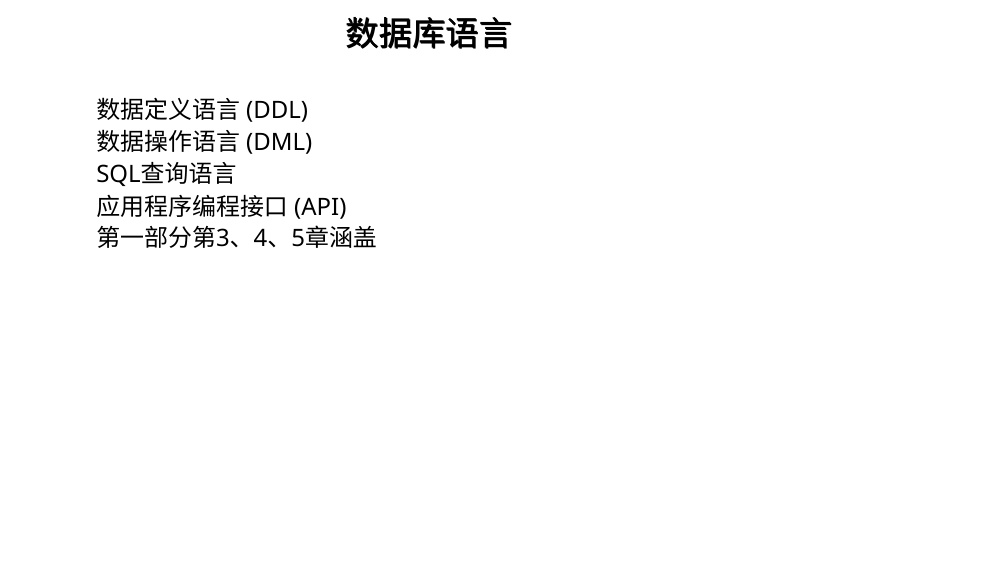 数据库语言
数据定义语言 (DDL)
数据操作语言 (DML)
SQL查询语言
应用程序编程接口 (API)
第一部分第3、4、5章涵盖